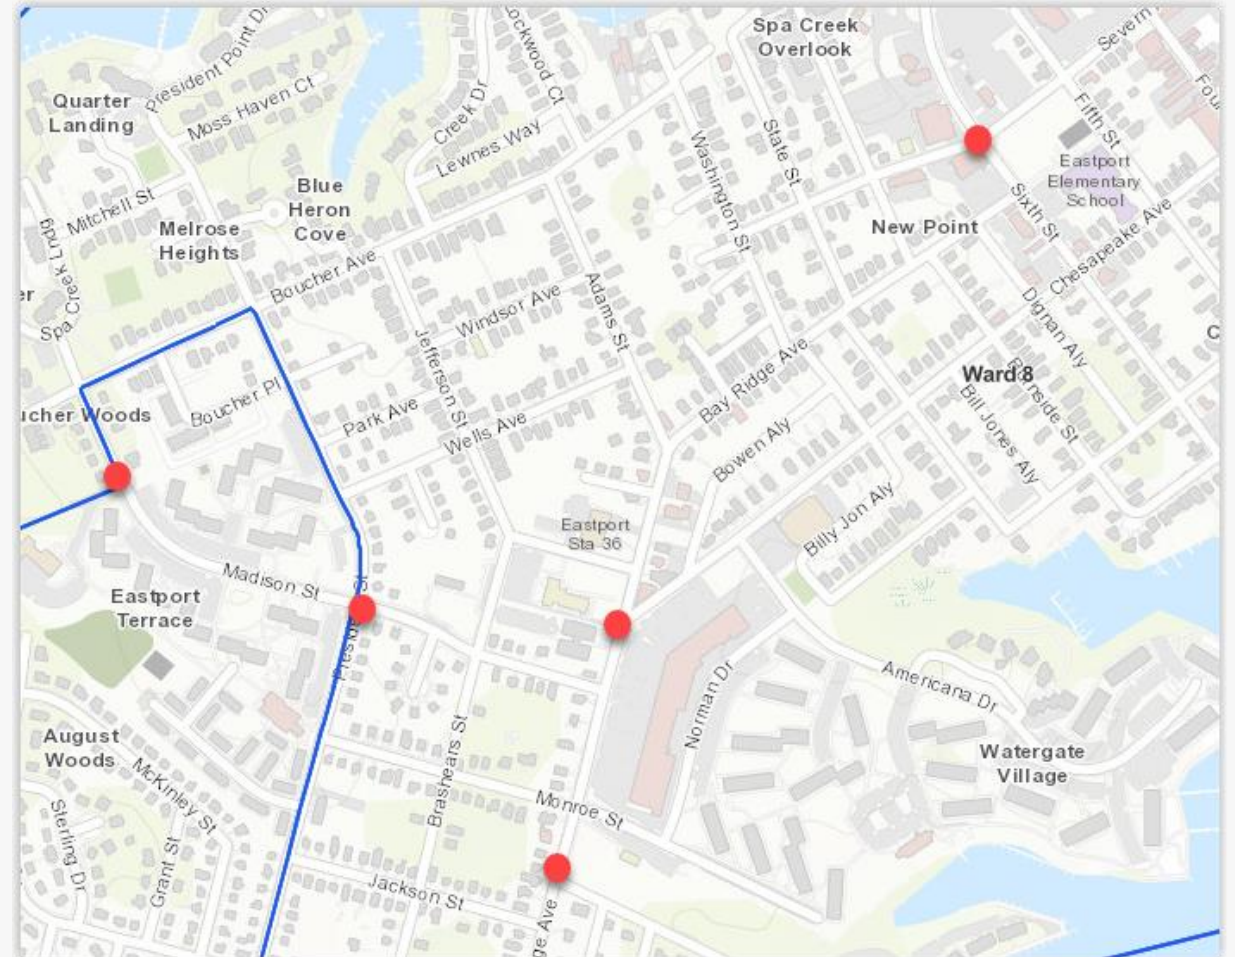 Spa Creek
Overlook
Severn
Lockwood Ct
President Point Dr
Quarter
Landing
Moss Haven Ct
Creek Dr
Fifth St
Lewnes Way
State St
Washington St
Eastport
Elementary
School
Mitchell St
Blue
Heron
Cove
Sixth St
Melrose
Heights
New Point
Chesapeake Ave
Spa Creek Lndg
Boucher Ave
Windsor Ave
Adams St
Dignan Aly
Jefferson St
Bay Ridge Ave
Ward 8
Burnside St
ucher Woods
Boucher Pl
Park Ave
Wells Ave
Bill Jones Aly
Bowen Aly
Eastport
Sta 36
Billy Jon Aly
Madison St
Eastport
Terrace
Americana Dr
Norman Dr
August
Woods
Watergate
Village
McKinley St
Brashears St
Monroe St
Sterling Dr
Grant St
Jackson St
ge Ave